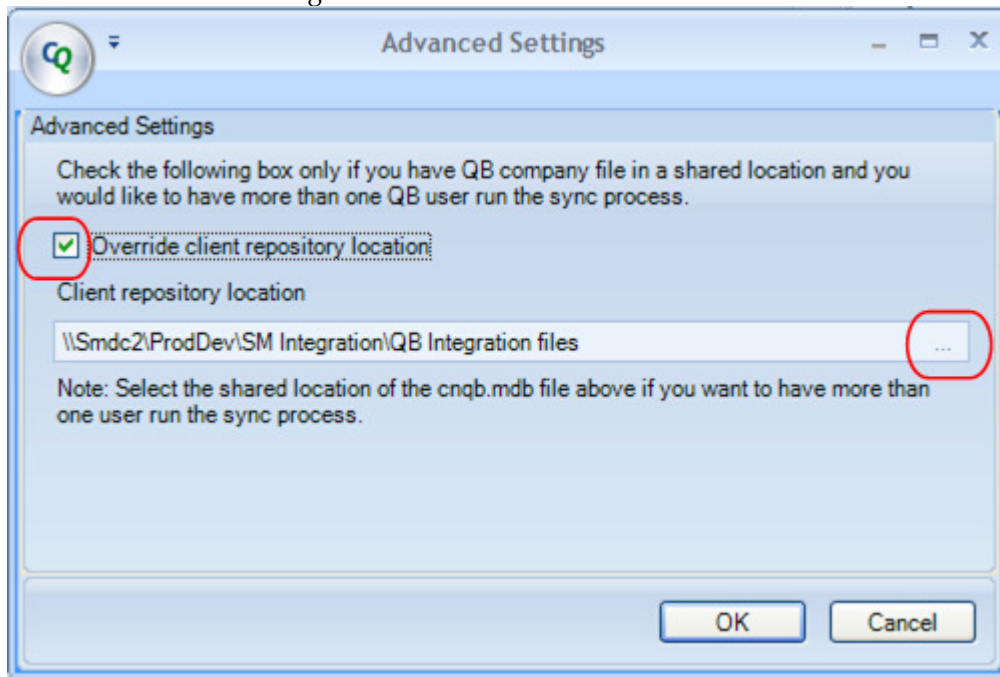 CQ
Advanced Settings
Advanced Settings
Check the following box only if you have QB company file in a shared location and you
would like to have more than one QB user run the sync process.
Override client repository location
Client repository location
\\Smdc2\ProdDev\SM Integration\QB Integration files
...
Note: Select the shared location of the cnqb.mdb file above if you want to have more than
one user run the sync process.
OK
Cancel